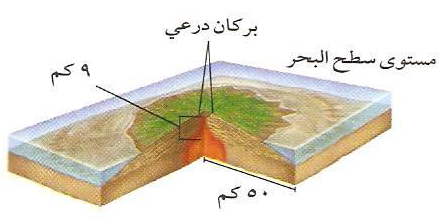 بركان درعي
مستوى سطح البحر
٩ كم
٥٠ كم